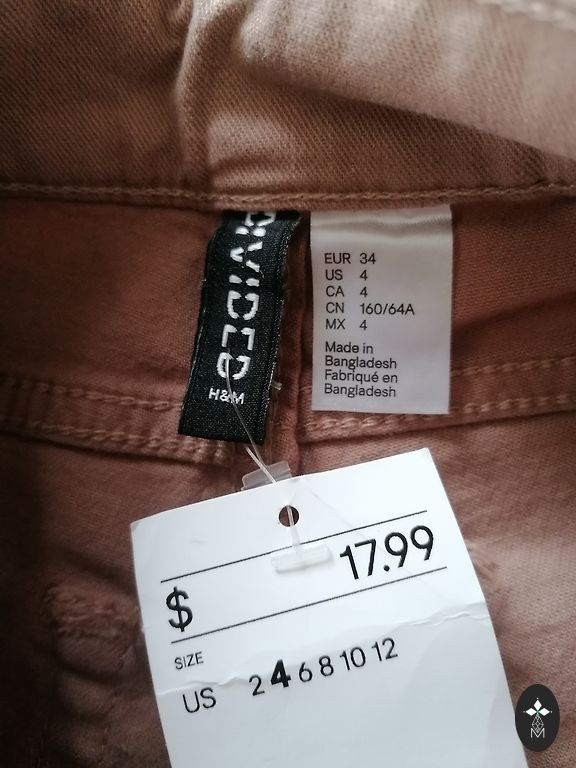 DIVIDED
H&M
EUR 34
US 4
CA 4
CN 160/64A
MX 4
Made in
Bangladesh
Fabriqué en
Bangladesh
$ 17.99
SIZE
US 2 4 6 8 10 12
M